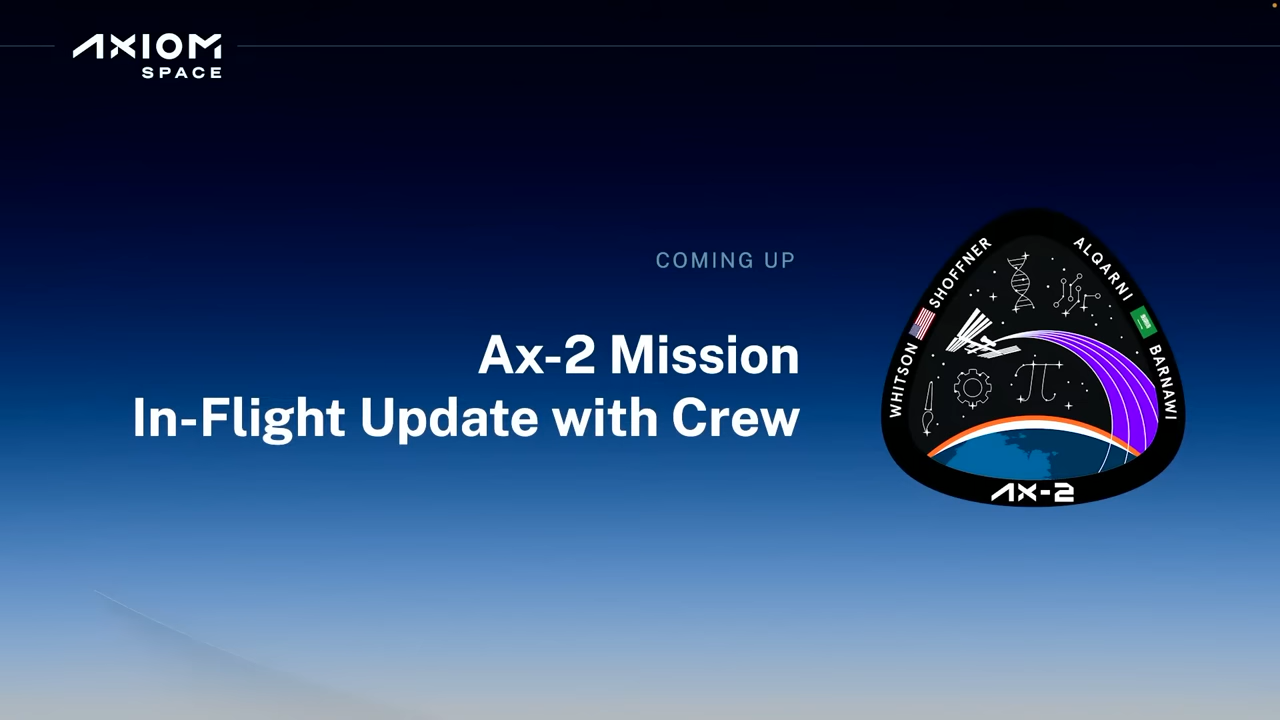 AXIOM
SPACE
COMING UP
Ax-2 Mission
In-Flight Update with Crew
WHITSON
SHOFFNER
ALQARNI
BARNAWI
AX-2